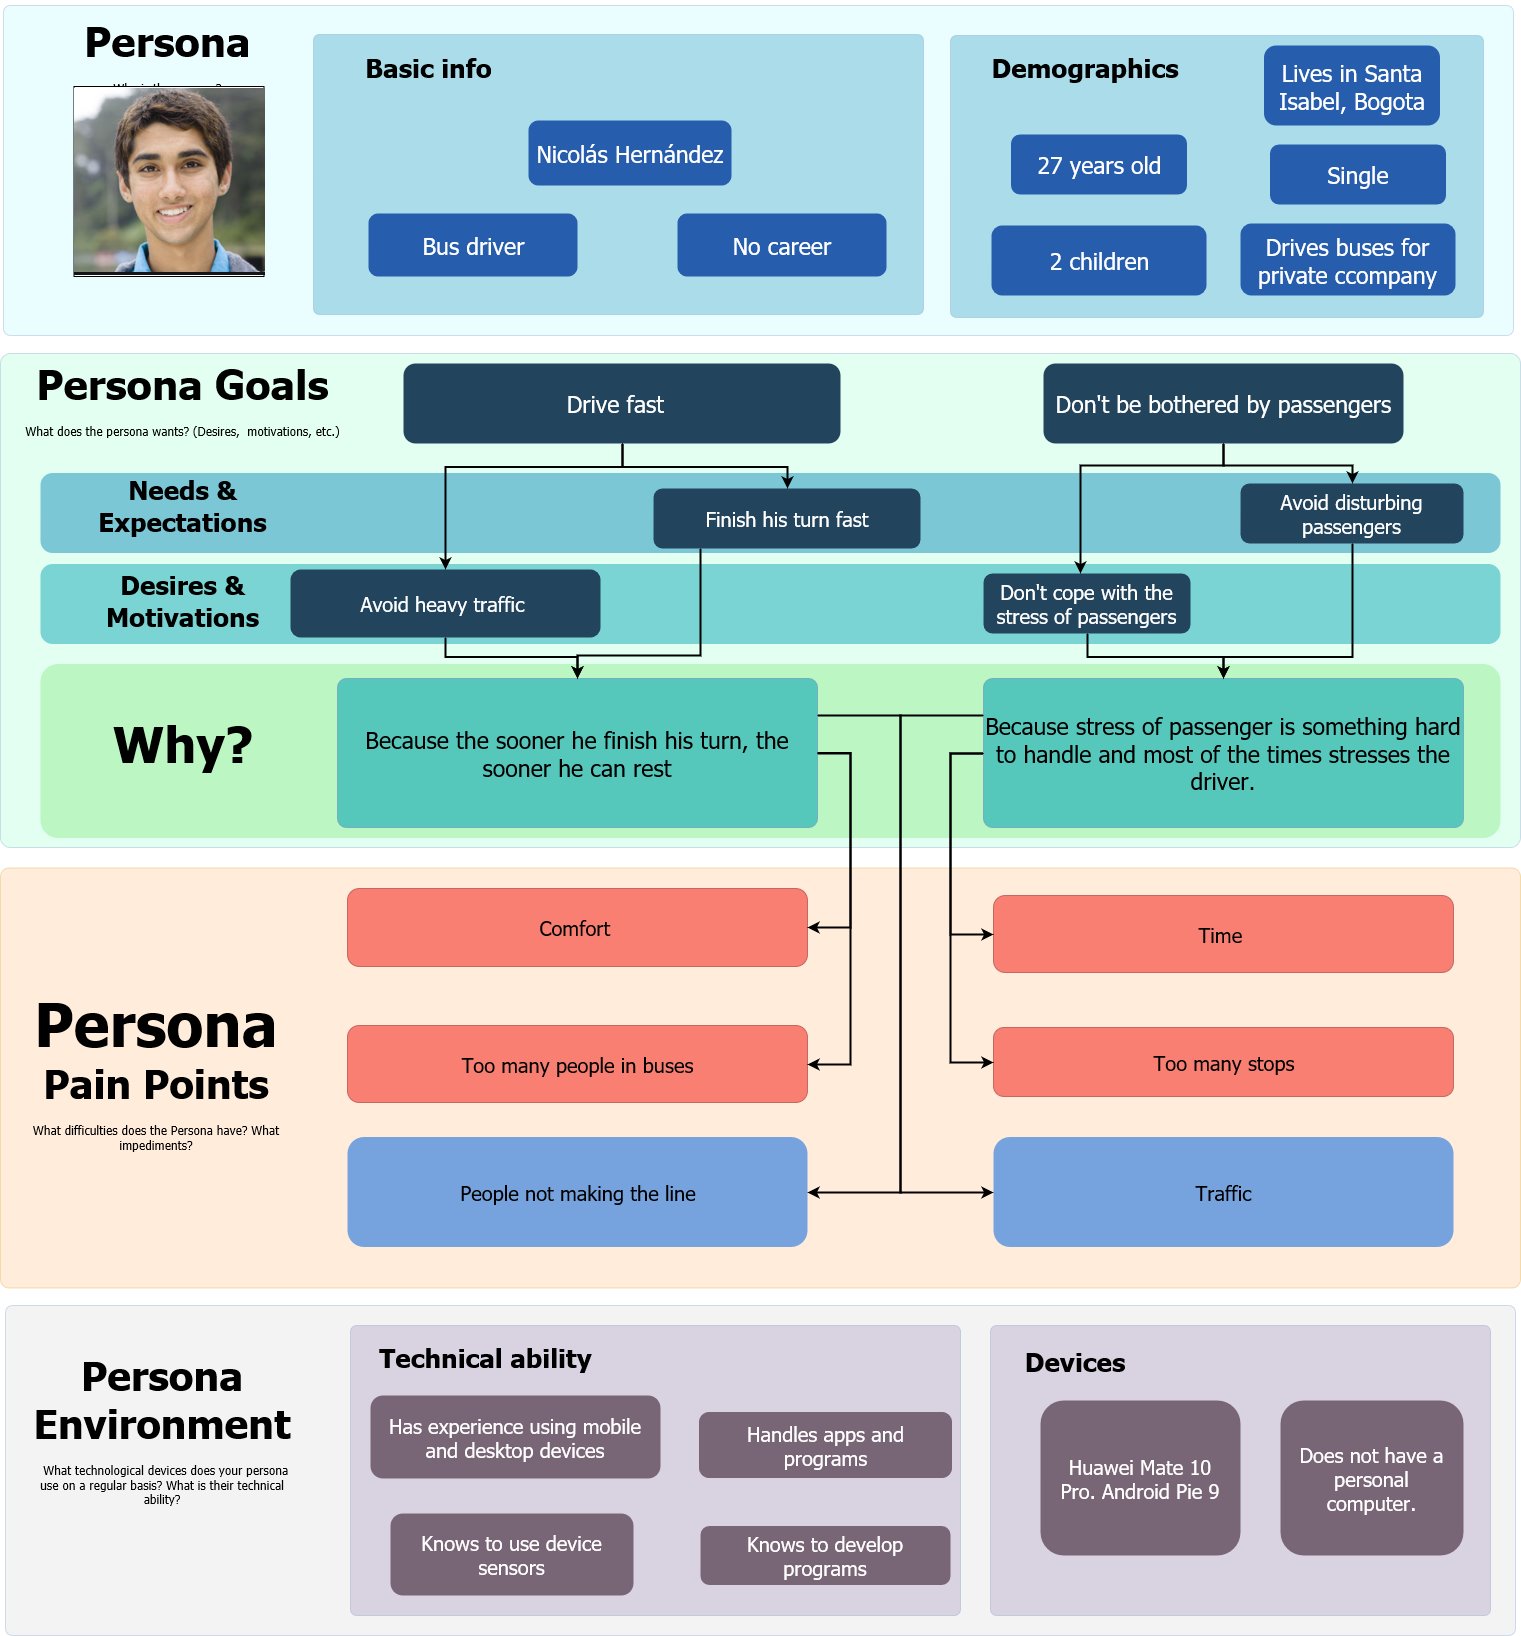 Persona
Basic info
Nicolás Hernández
Bus driver
No career
Demographics
Lives in Santa
Isabel, Bogota
27 years old
Single
2 children
Drives buses for
private ccompany
Persona Goals
What does the persona wants? (Desires,  motivations, etc.)
Drive fast
Don't be bothered by passengers
Needs &
Expectations
Finish his turn fast
Avoid disturbing
passengers
Desires &
Motivations
Avoid heavy traffic
Don't cope with the
stress of passengers
Why?
Because the sooner he finish his turn, the
sooner he can rest
Because stress of passenger is something hard
to handle and most of the times stresses the
driver.
Persona
Pain Points
What difficulties does the Persona have? What
impediments?
Comfort
Time
Too many people in buses
Too many stops
People not making the line
Traffic
Persona
Environment
What technological devices does your persona
use on a regular basis? What is their technical
ability?
Technical ability
Has experience using mobile
and desktop devices
Handles apps and
programs
Knows to use device
sensors
Knows to develop
programs
Devices
Huawei Mate 10
Pro. Android Pie 9
Does not have a
personal
computer.